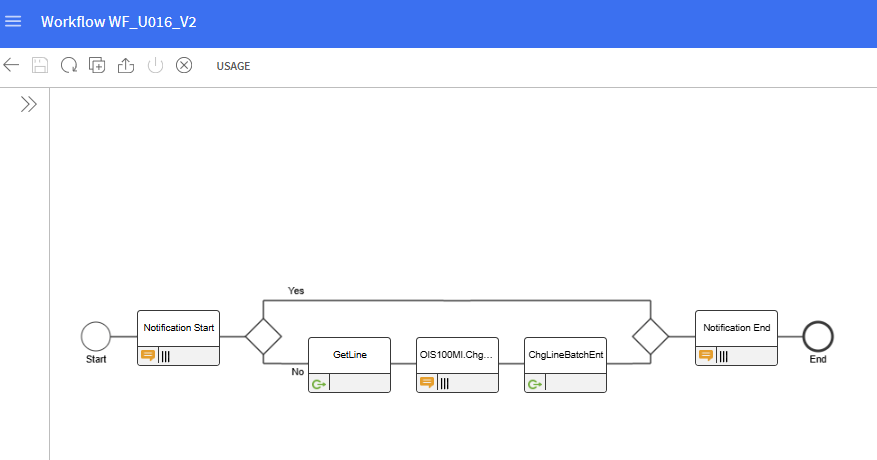 Workflow WF_U016_V2
USAGE
Yes
Notification Start
Notification End
Start
End
No
GetLine
OIS100MI.Chg...
ChgLineBatchEnt